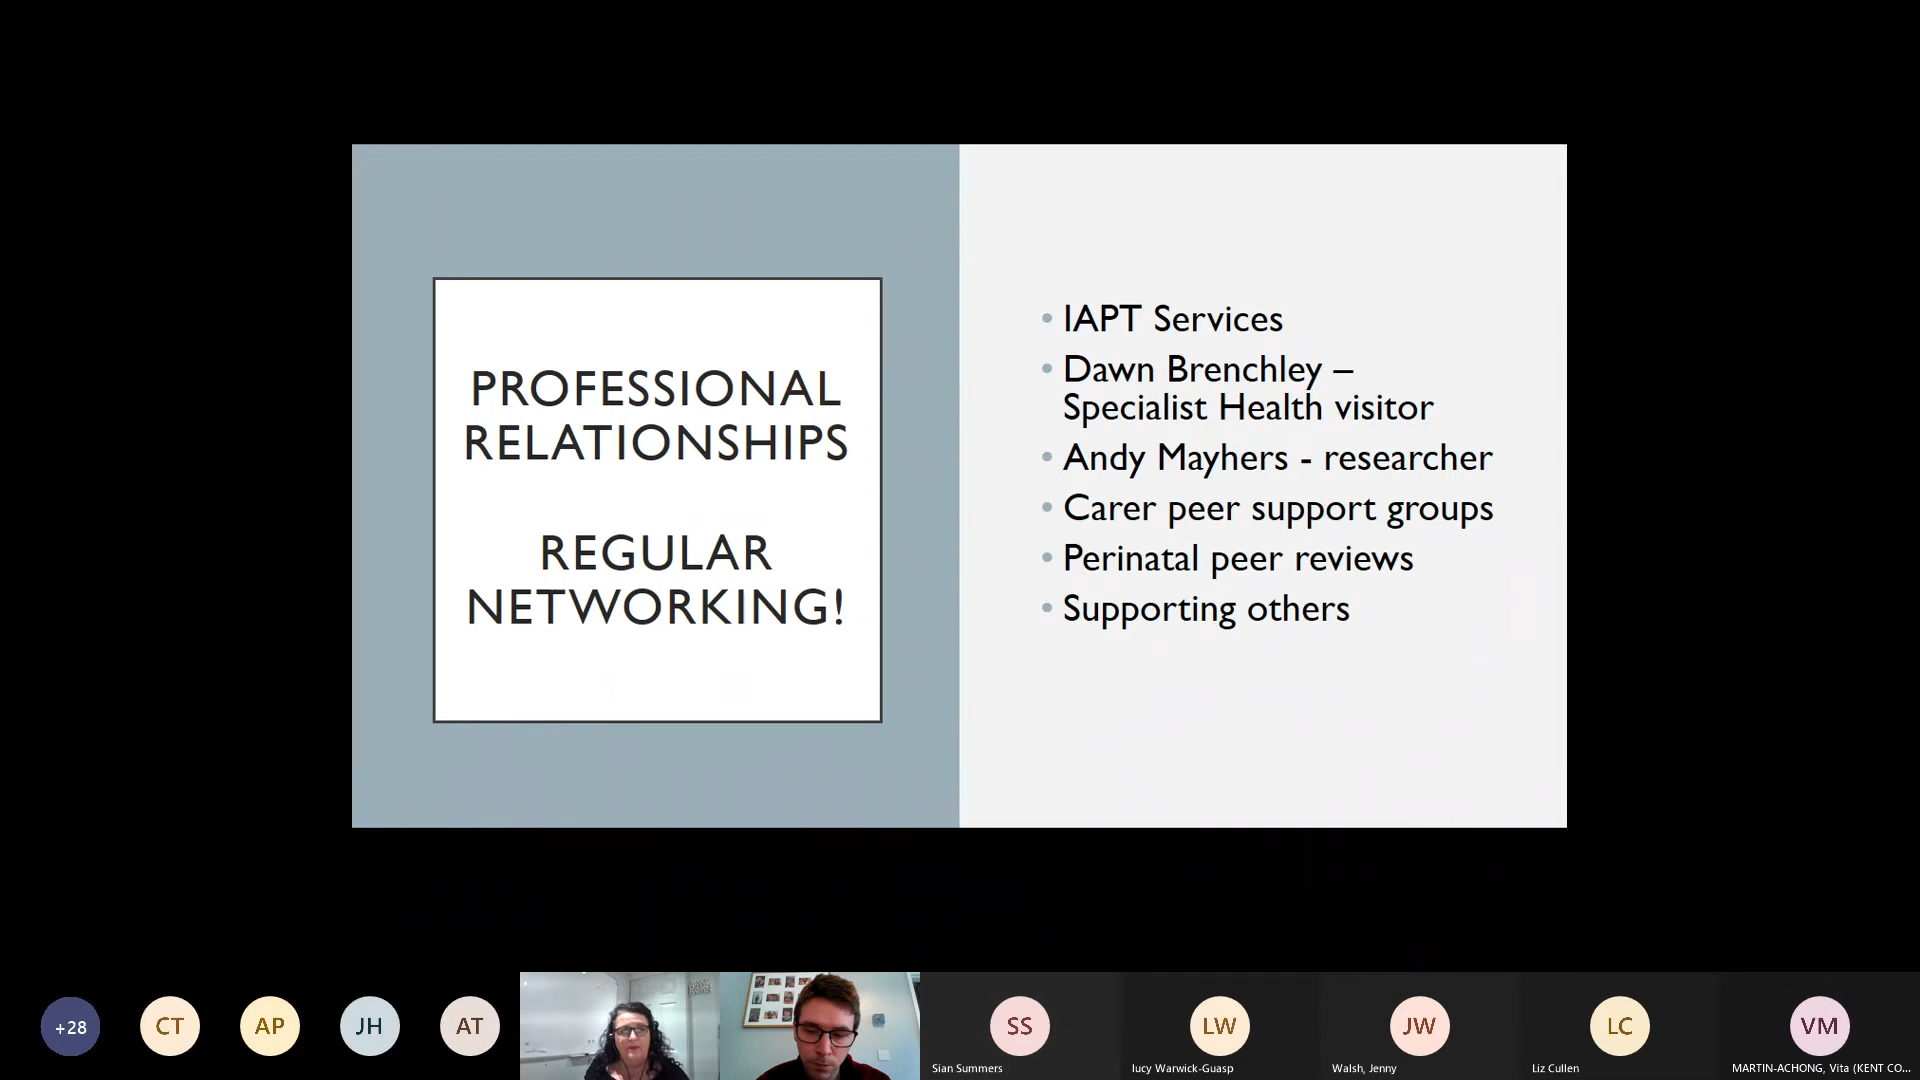 PROFESSIONAL
RELATIONSHIPS
REGULAR
NETWORKING!
• IAPT Services
• Dawn Brenchley –
Specialist Health visitor
• Andy Mayhers - researcher
• Carer peer support groups
• Perinatal peer reviews
• Supporting others
+28
CT
AP
JH
AT
SS
Sian Summers
LW
lucy Warwick-Guasp
JW
Walsh, Jenny
LC
Liz Cullen
VM
MARTIN-ACHONG, Vita (KENT CO...